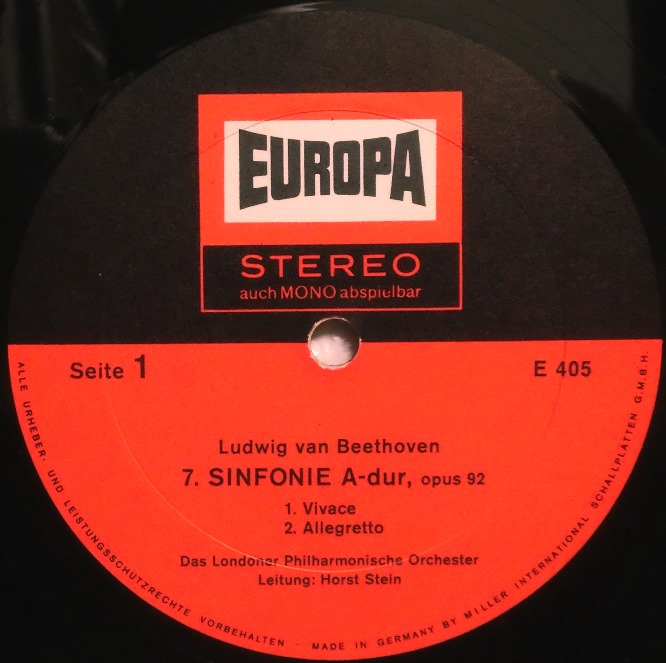 EUROPA
STEREO
auch MONO abspielbar
Seite 1
E 405
Ludwig van Beethoven
7. SINFONIE A-dur, opus 92
1. Vivace
2. Allegretto
Das Londoner Philharmonische Orchester
Leitung: Horst Stein
ALLE URHEBER- UND LEISTUNGSSCHUTZRECHTE VORBEHALTEN - MADE IN GERMANY BY MILLER INTERNATIONAL SCHALLPLATTEN G.M.B.H.